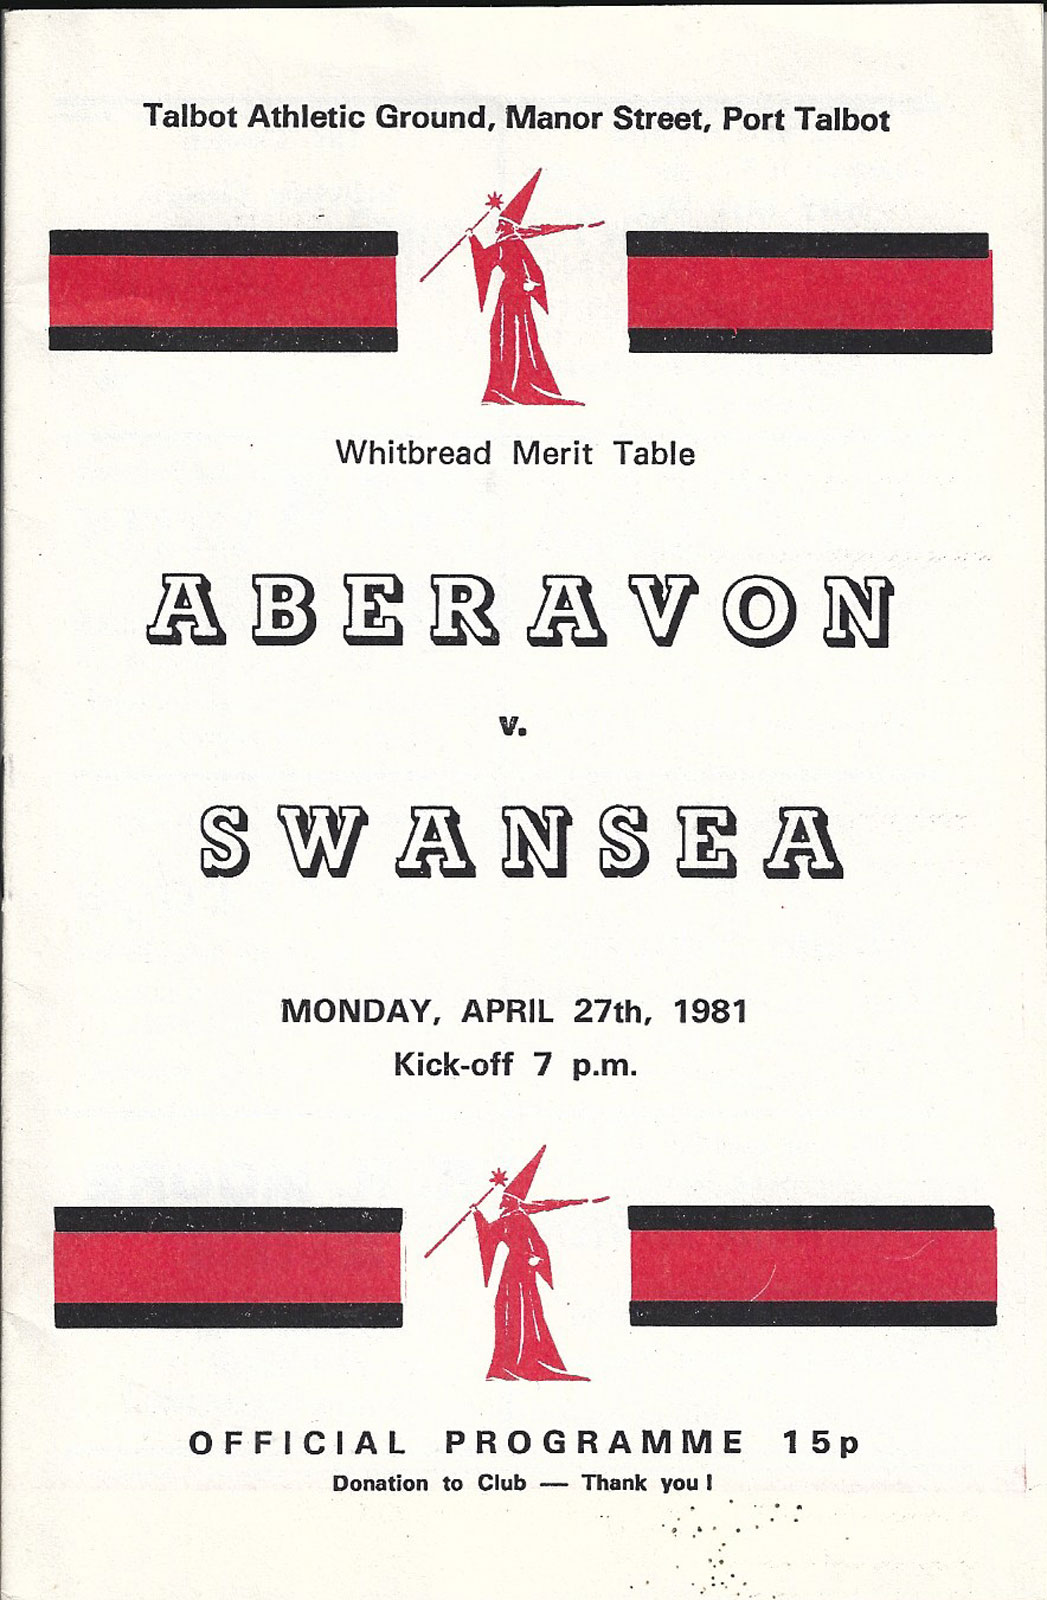 Talbot Athletic Ground, Manor Street, Port Talbot
Whitbread Merit Table
ABERAVON
v.
SWANSEA
MONDAY, APRIL 27th, 1981
Kick-off 7 p.m.
OFFICIAL PROGRAMME 15p
Donation to Club — Thank you !